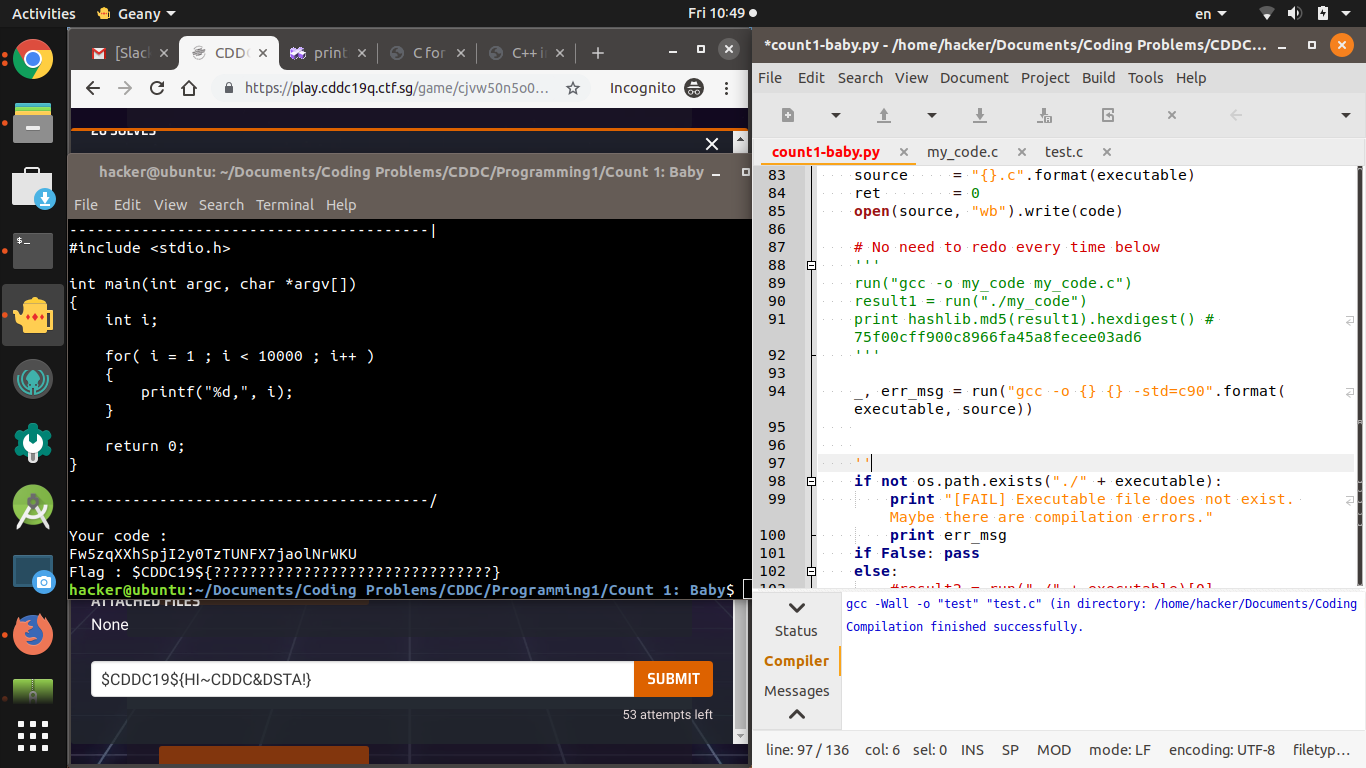 Activities
Geany
Fri 10:49
en
[Slac
CDDC
print
C for
C++ i
https://play.cddc19q.ctf.sg/game/cjvw50n5o0...
Incognito
hacker@ubuntu: ~/Documents/Coding Problems/CDDC/Programming1/Count 1: Baby
File Edit View Search Terminal Help
----------------------------------------|
#include <stdio.h>
int main(int argc, char *argv[])
{
int i;
for( i = 1 ; i < 10000 ; i++ )
{
printf("%d,", i);
}
return 0;
}
----------------------------------------/
Your code :
Fw5zqXXhSpjI2y0TzTUNFX7jaolNrWKU
Flag : $CDDC19${???????????????????????????????}
hacker@ubuntu:~/Documents/Coding Problems/CDDC/Programming1/Count 1: Baby$
ATTACHED FILES
None
$CDDC19${HI~CDDC&DSTA!}
SUBMIT
53 attempts left
*count1-baby.py - /home/hacker/Documents/Coding Problems/CDDC...
File Edit Search View Document Project Build Tools Help
count1-baby.py
my_code.c
test.c
83 source = "{}.c".format(executable)
84 ret = 0
85 open(source, "wb").write(code)
86
87 # No need to redo every time below
88 '''
89 run("gcc -o my_code my_code.c")
90 result1 = run("./my_code")
91 print hashlib.md5(result1).hexdigest() #
75f00cff900c8966fa45a8fecee03ad6
92 '''
93
94 _, err_msg = run("gcc -o {} {} -std=c90".format(
executable, source))
95
96
97 ''
98 if not os.path.exists("./" + executable):
99 print "[FAIL] Executable file does not exist.
Maybe there are compilation errors."
100 print err_msg
101 if False: pass
102 else:
Status
Compiler
Messages
gcc -Wall -o "test" "test.c" (in directory: /home/hacker/Documents/Coding
Compilation finished successfully.
line: 97 / 136 col: 6 sel: 0 INS SP MOD mode: LF encoding: UTF-8 filetyp...